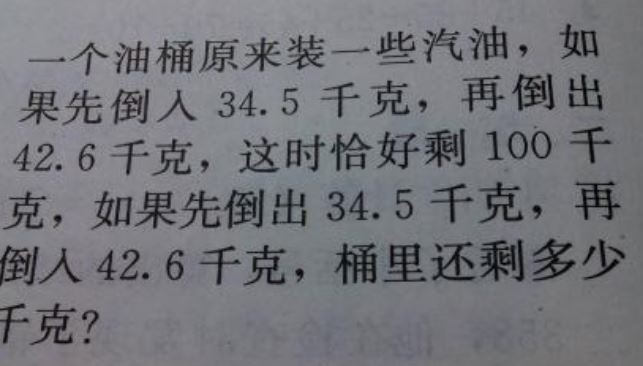 一个油桶原来装一些汽油，如
果先倒入 34.5 千克，再倒出
42.6 千克，这时恰好剩 100 千
克，如果先倒出 34.5 千克，再
倒入 42.6 千克，桶里还剩多少
千克？